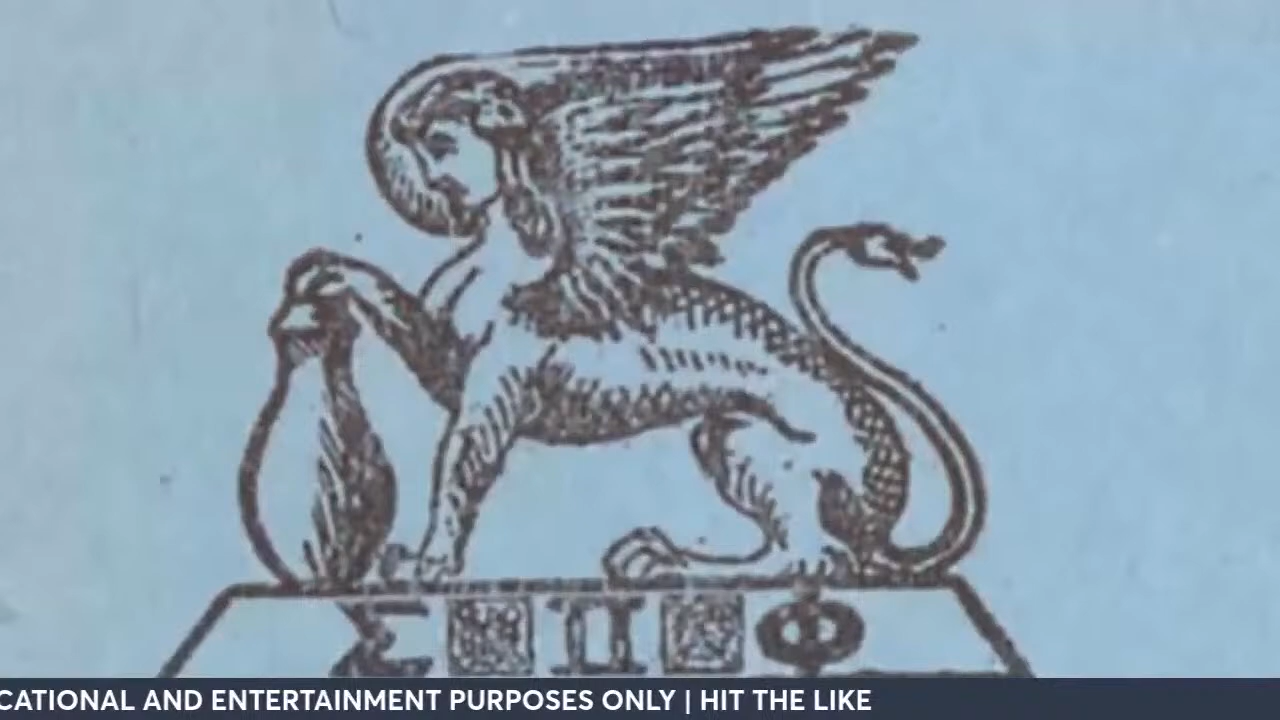 Σ Π Φ
CATIONAL AND ENTERTAINMENT PURPOSES ONLY | HIT THE LIKE